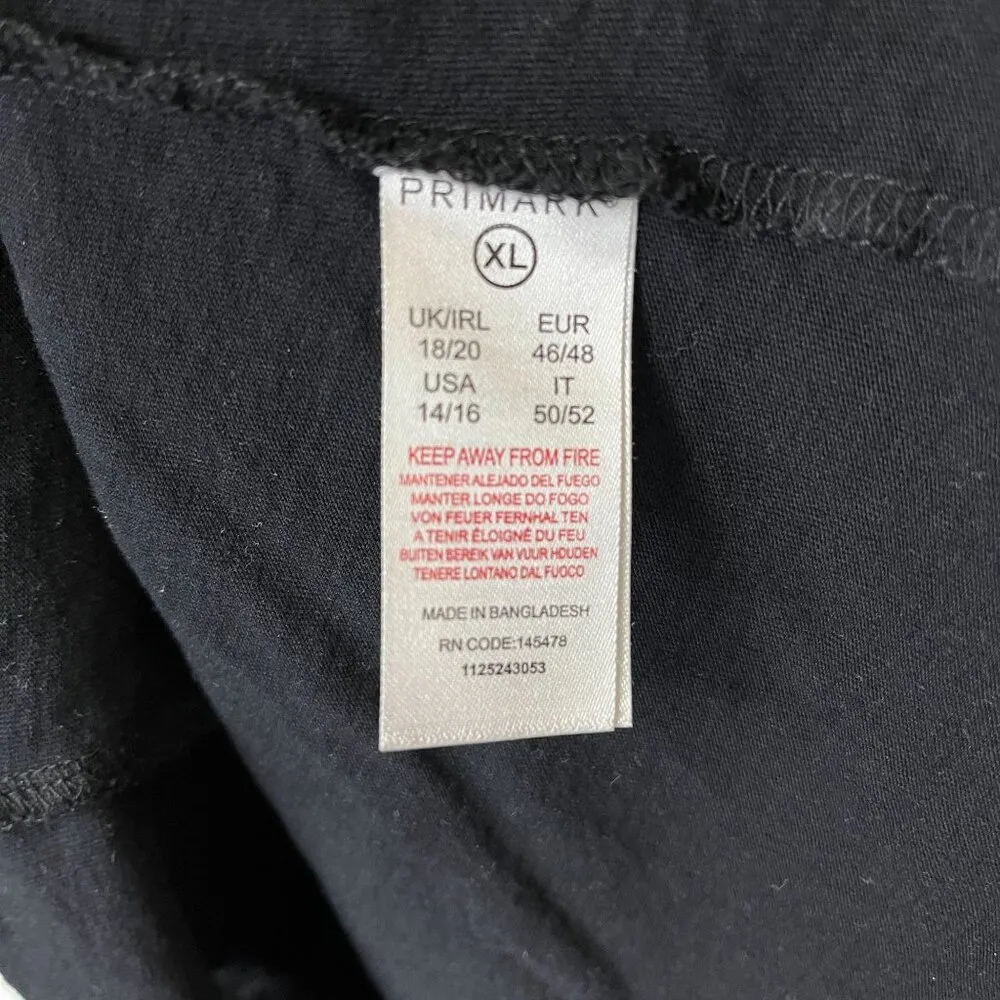 PRIMARK®
XL
UK/IRL EUR
18/20 46/48
USA IT
14/16 50/52
KEEP AWAY FROM FIRE
MANTENER ALEJADO DEL FUEGO
MANTER LONGE DO FOGO
VON FEUER FERNHALTEN
A TENIR ÉLOIGNÉ DU FEU
BUITEN BEREIK VAN VUUR HOUDEN
TENERE LONTANO DAL FUOCO
MADE IN BANGLADESH
RN CODE:145478
1125243053